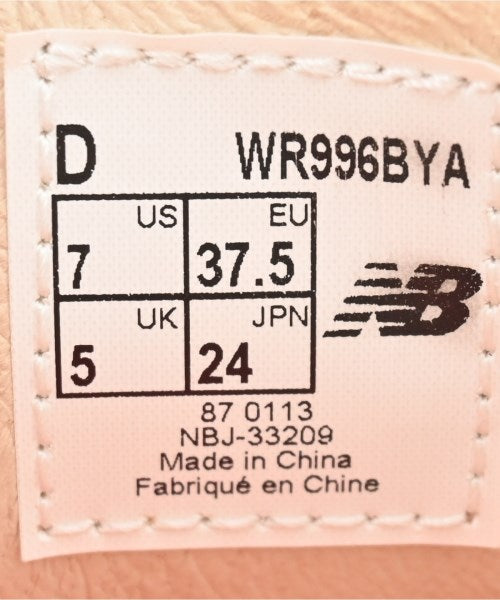 D WR996BYA
US 7 EU 37.5
UK 5 JPN 24
87 0113
NBJ-33209
Made in China
Fabriqué en Chine
NB